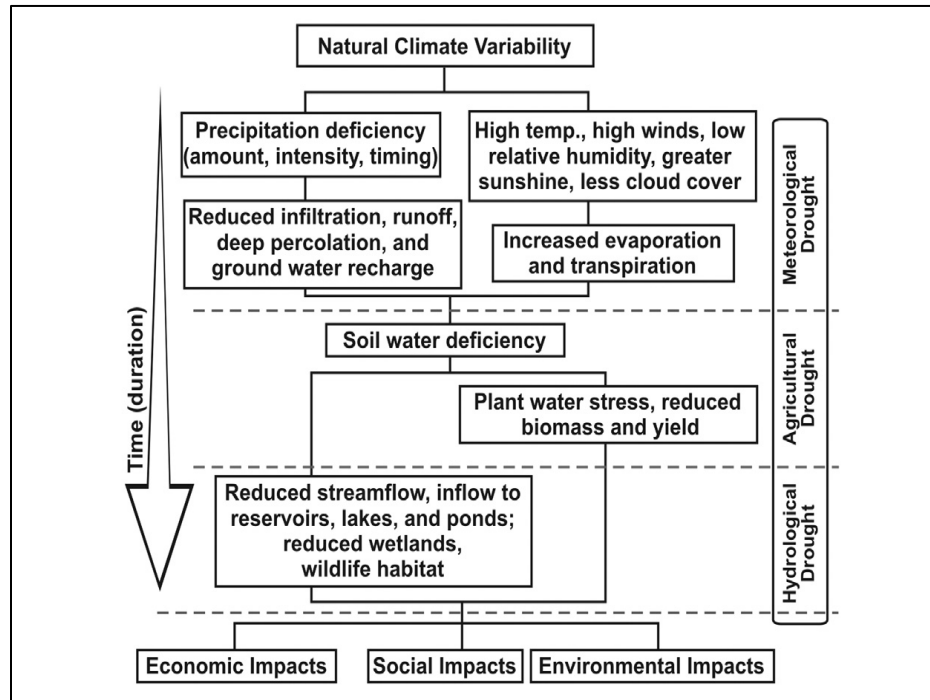 Natural Climate Variability
Precipitation deficiency
(amount, intensity, timing)
High temp., high winds, low
relative humidity, greater
sunshine, less cloud cover
Reduced infiltration, runoff,
deep percolation, and
ground water recharge
Increased evaporation
and transpiration
Meteorological
Drought
Time (duration)
Soil water deficiency
Plant water stress, reduced
biomass and yield
Agricultural
Drought
Reduced streamflow, inflow to
reservoirs, lakes, and ponds;
reduced wetlands,
wildlife habitat
Hydrological
Drought
Economic Impacts
Social Impacts
Environmental Impacts